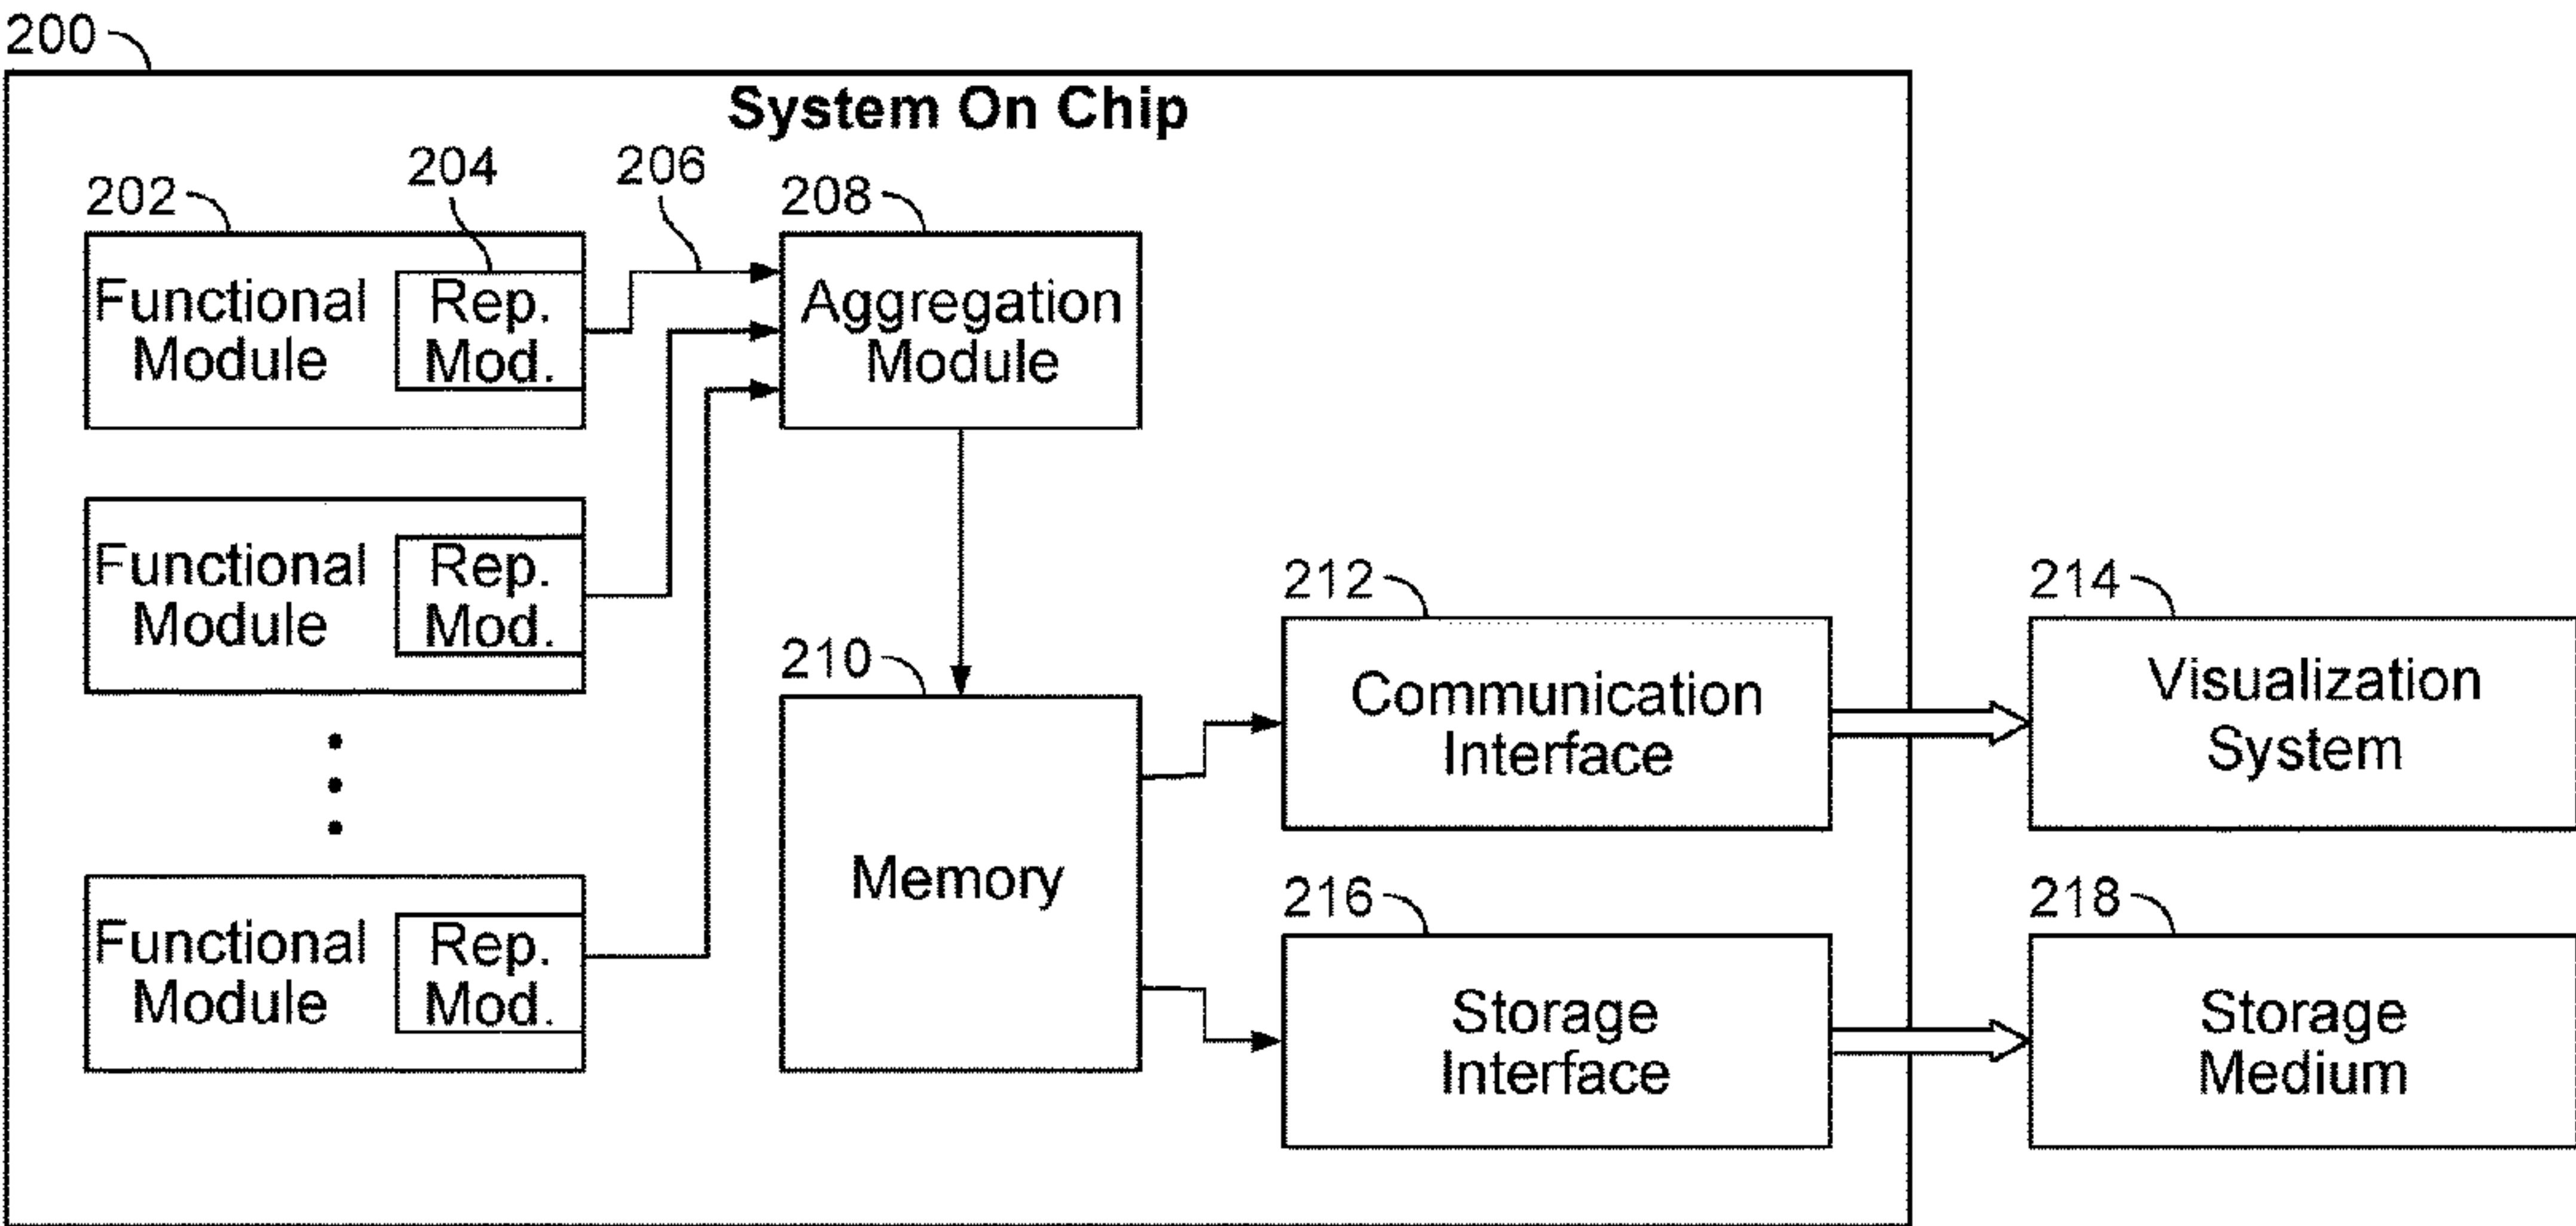 200
System On Chip
202
204
206
208
Functional
Module
Rep.
Mod.
Aggregation
Module
Functional
Module
Rep.
Mod.
210
212
214
Memory
Communication
Interface
Visualization
System
Functional
Module
Rep.
Mod.
216
218
Storage
Interface
Storage
Medium